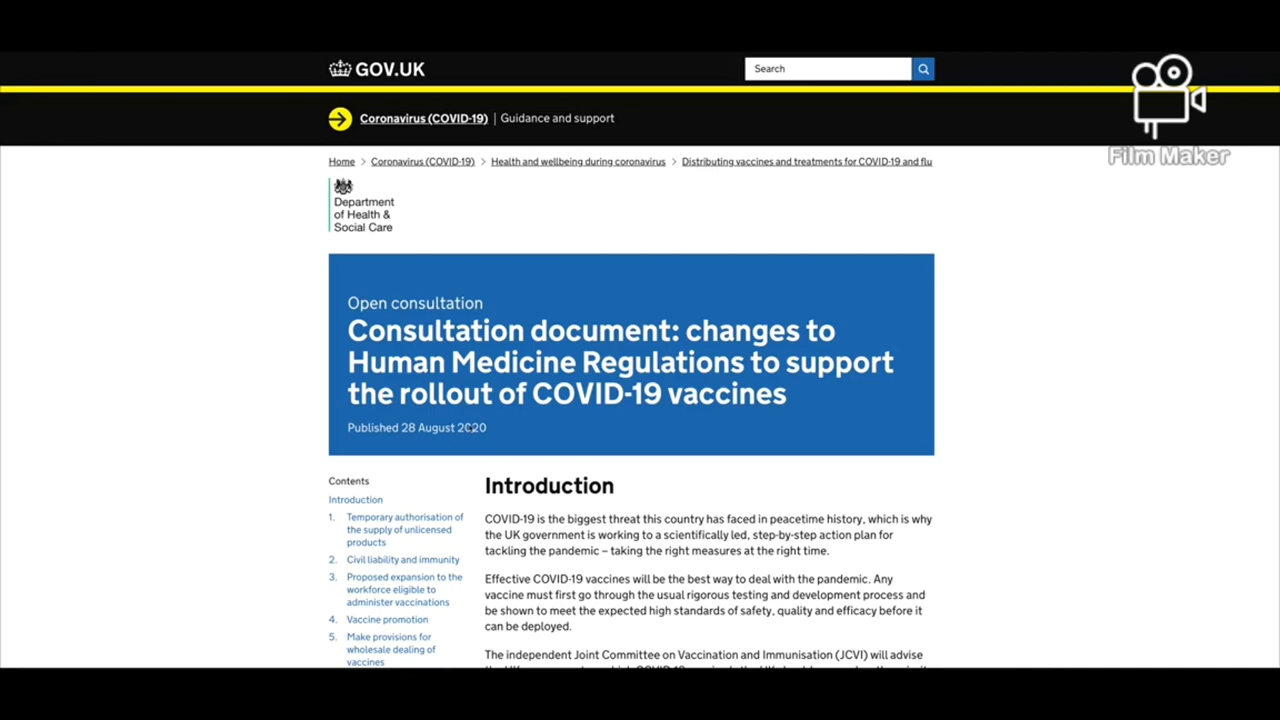 GOV.UK
Search
Film Maker
Coronavirus (COVID-19) | Guidance and support
Home > Coronavirus (COVID-19) > Health and wellbeing during coronavirus > Distributing vaccines and treatments for COVID-19 and flu
Department
of Health &
Social Care
Open consultation
Consultation document: changes to
Human Medicine Regulations to support
the rollout of COVID-19 vaccines
Published 28 August 2020
Contents
Introduction
1. Temporary authorisation of
the supply of unlicensed
products
2. Civil liability and immunity
3. Proposed expansion to the
workforce eligible to
administer vaccinations
4. Vaccine promotion
5. Make provisions for
wholesale dealing of
vaccines
Introduction
COVID-19 is the biggest threat this country has faced in peacetime history, which is why
the UK government is working to a scientifically led, step-by-step action plan for
tackling the pandemic – taking the right measures at the right time.
Effective COVID-19 vaccines will be the best way to deal with the pandemic. Any
vaccine must first go through the usual rigorous testing and development process and
be shown to meet the expected high standards of safety, quality and efficacy before it
can be deployed.
The independent Joint Committee on Vaccination and Immunisation (JCVI) will advise